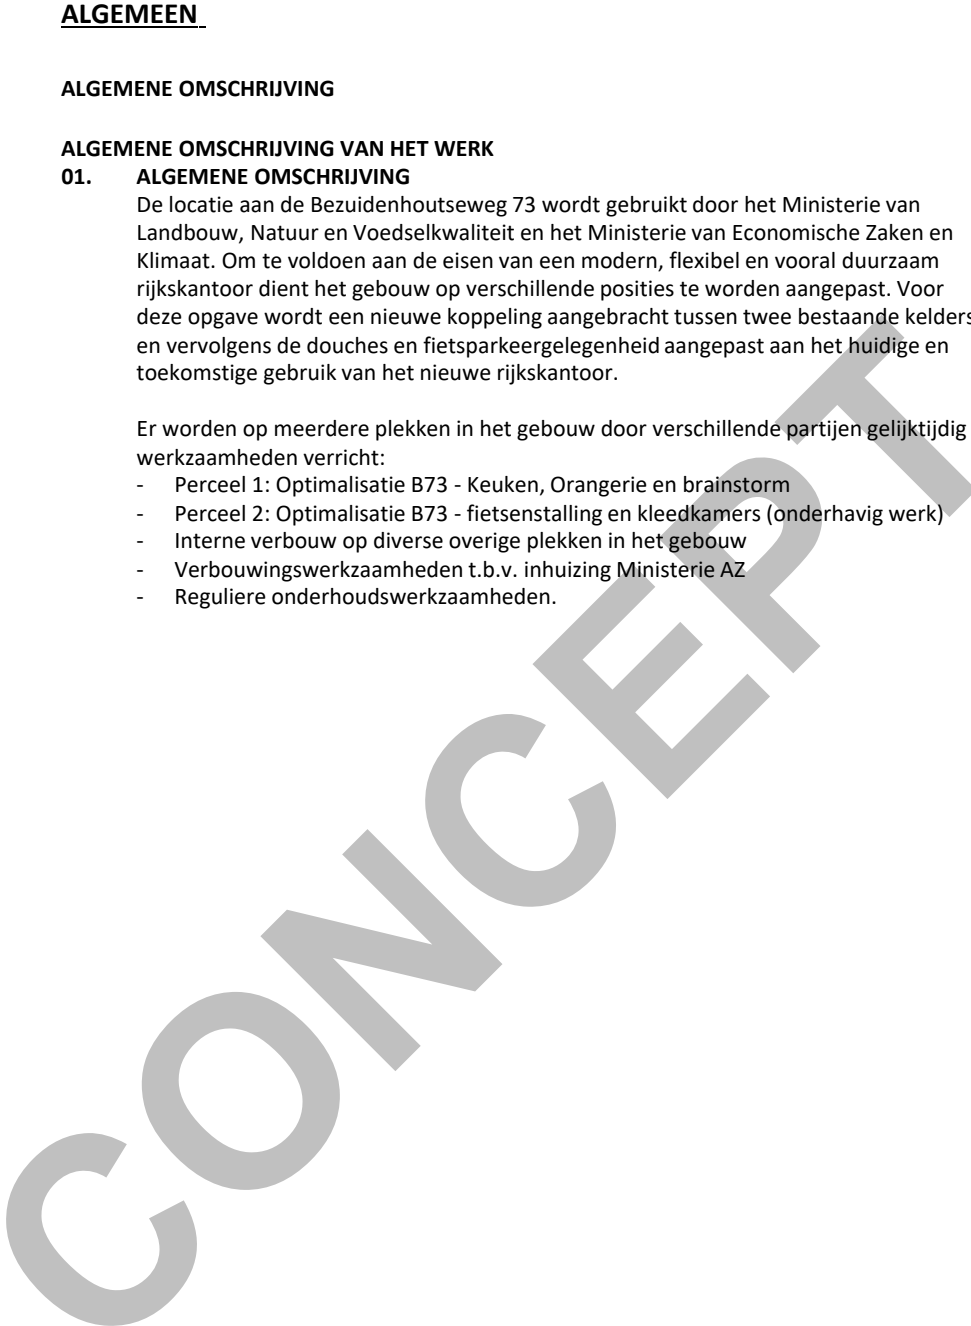 ALGEMEEN
ALGEMENE OMSCHRIJVING
ALGEMENE OMSCHRIJVING VAN HET WERK
01. ALGEMENE OMSCHRIJVING
De locatie aan de Bezuidenhoutseweg 73 wordt gebruikt door het Ministerie van
Landbouw, Natuur en Voedselkwaliteit en het Ministerie van Economische Zaken en
Klimaat. Om te voldoen aan de eisen van een modern, flexibel en vooral duurzaam
rijkskantoor dient het gebouw op verschillende posities te worden aangepast. Voor
deze opgave wordt een nieuwe koppeling aangebracht tussen twee bestaande kelders
en vervolgens de douches en fietsparkeergelegenheid aangepast aan het huidige en
toekomstige gebruik van het nieuwe rijkskantoor.
Er worden op meerdere plekken in het gebouw door verschillende partijen gelijktijdig
werkzaamheden verricht:
- Perceel 1: Optimalisatie B73 - Keuken, Orangerie en brainstorm
- Perceel 2: Optimalisatie B73 - fietsenstalling en kleedkamers (onderhavig werk)
- Interne verbouw op diverse overige plekken in het gebouw
- Verbouwingswerkzaamheden t.b.v. inhuizing Ministerie AZ
- Reguliere onderhoudswerkzaamheden.
CONCEPT